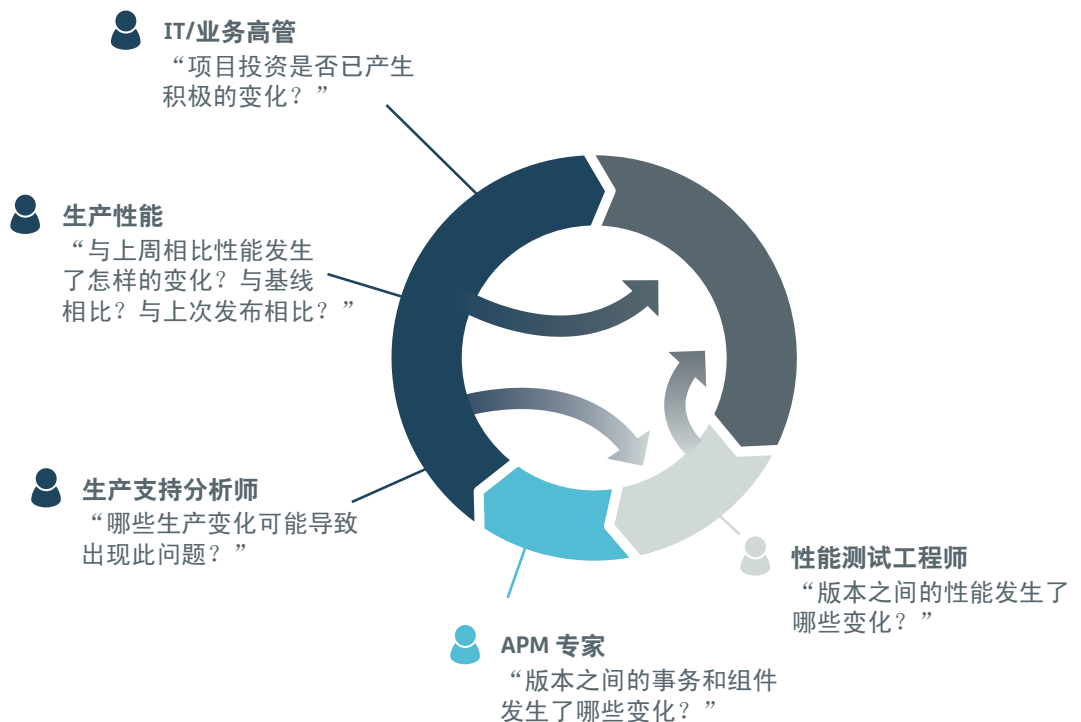 IT/业务高管
“项目投资是否已产生
积极的变化？”
生产性能
“与上周相比性能发生
了怎样的变化？与基线
相比？与上次发布相比？”
生产支持分析师
“哪些生产变化可能导致
出现此问题？”
性能测试工程师
“版本之间的性能发生了
哪些变化？”
APM 专家
“版本之间的事务和组件
发生了哪些变化？”